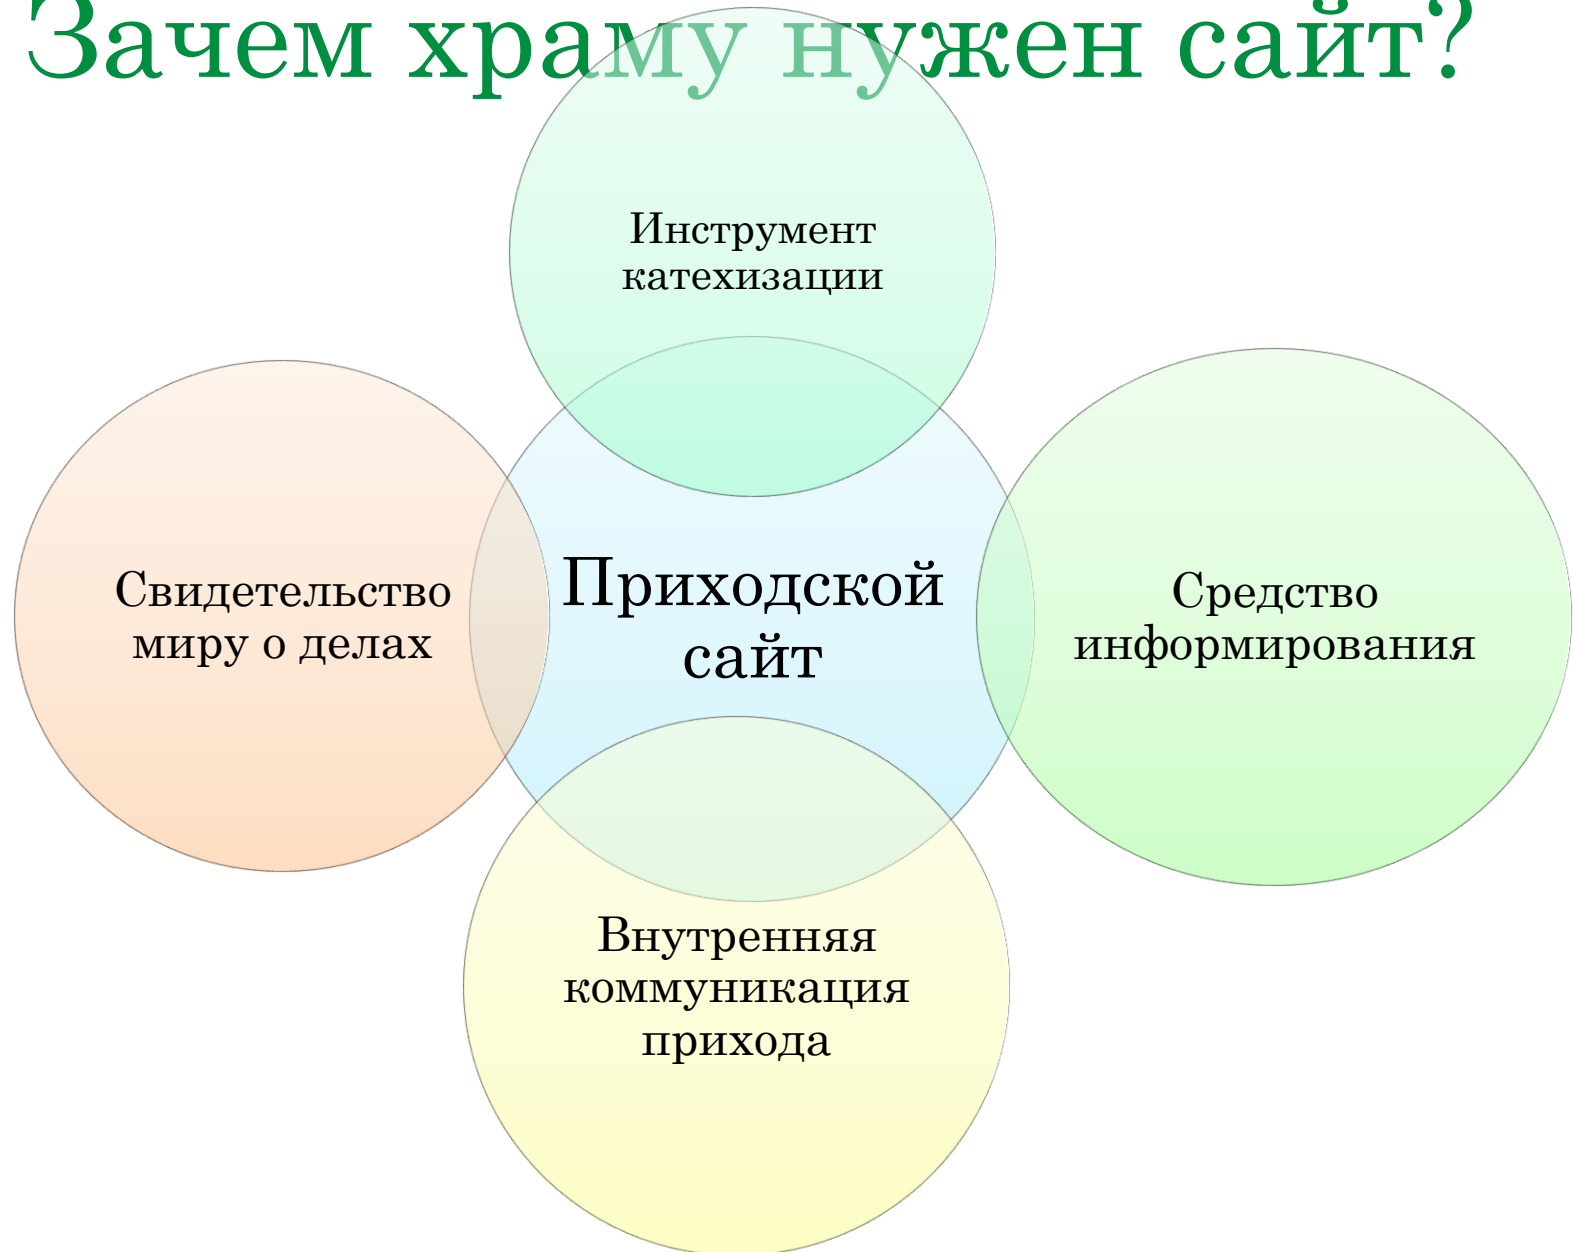 Зачем храму нужен сайт?
Инструмент
катехизации
Свидетельство
миру о делах
Приходской
сайт
Средство
информирования
Внутренняя
коммуникация
прихода